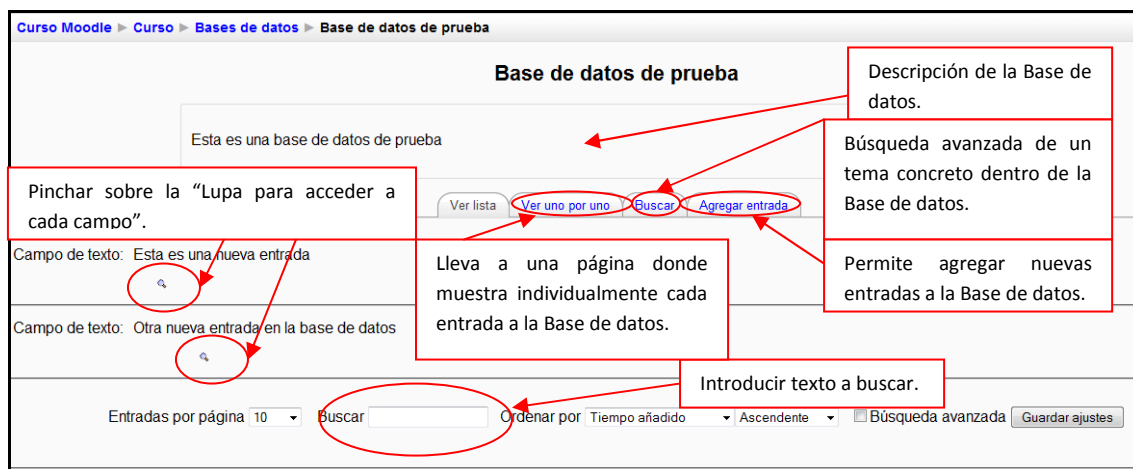 Curso Moodle ► Curso ► Bases de datos ► Base de datos de prueba
Base de datos de prueba
Descripción de la Base de
datos.
Esta es una base de datos de prueba
Búsqueda avanzada de un
tema concreto dentro de la
Base de datos.
Pinchar sobre la “Lupa para acceder a
cada campo”.
Ver lista Ver uno por uno Buscar Agregar entrada
Campo de texto: Esta es una nueva entrada
Lleva a una página donde
muestra individualmente cada
entrada a la Base de datos.
Permite agregar nuevas
entradas a la Base de datos.
Campo de texto: Otra nueva entrada en la base de datos
Introducir texto a buscar.
Entradas por página 10 Buscar Ordenar por Tiempo añadido Ascendente Búsqueda avanzada Guardar ajustes